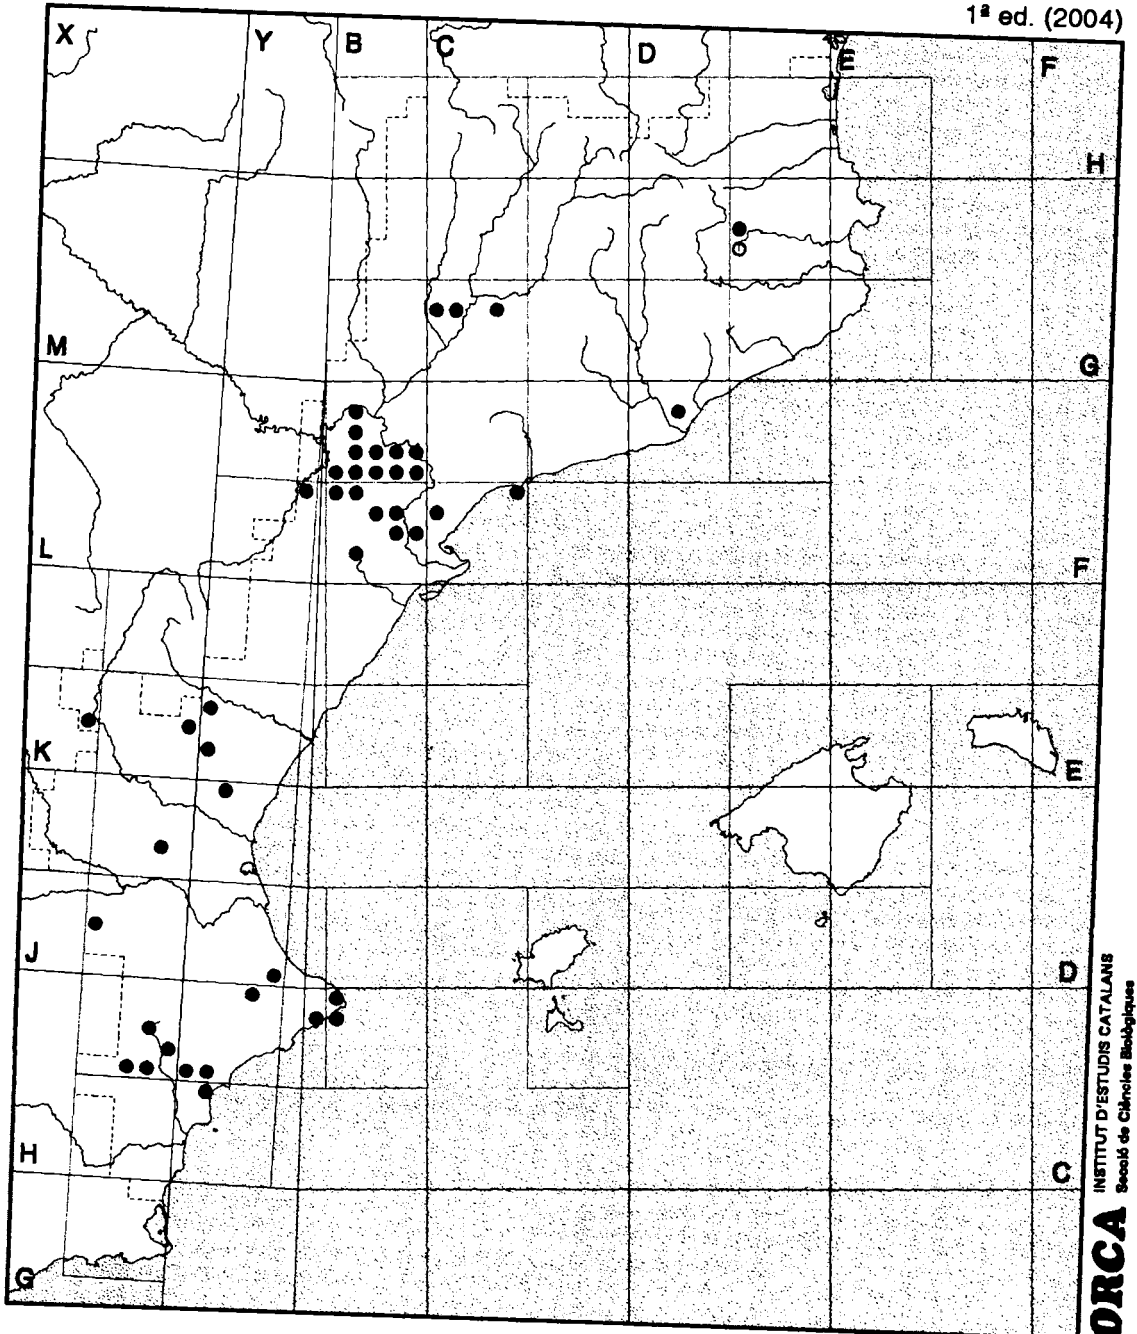 1ª ed. (2004)
X Y B C D E F
H
M G
L F
K E
J D
H C
G
ORCA INSTITUT D'ESTUDIS CATALANS
Secció de Ciències Biològiques